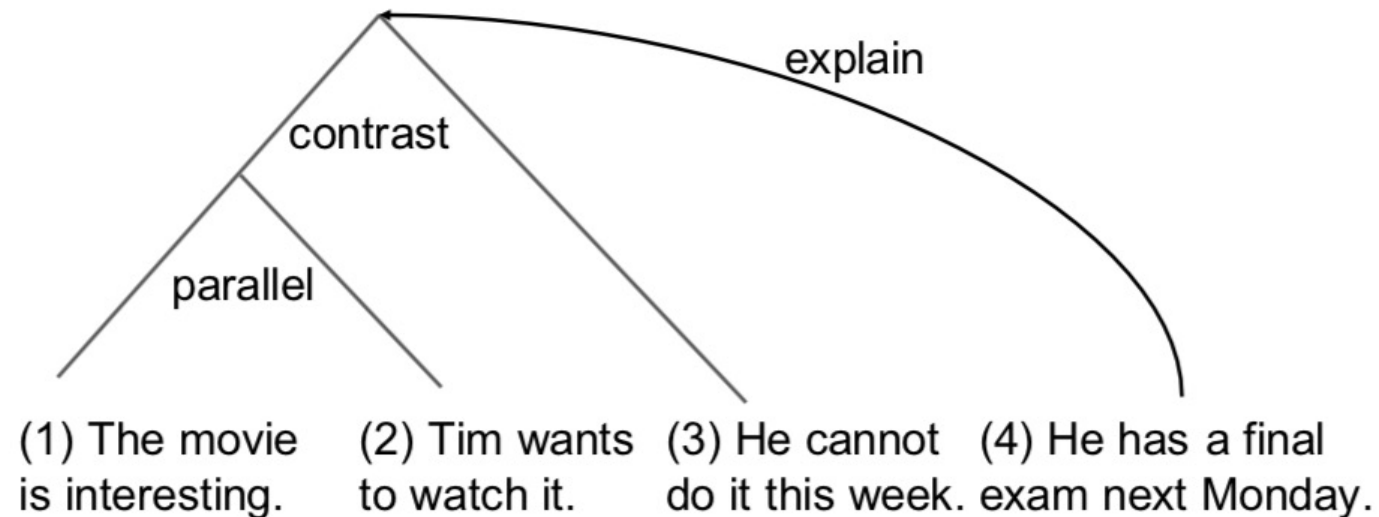 explain
contrast
parallel
(1) The movie
is interesting.
(2) Tim wants
to watch it.
(3) He cannot
do it this week.
(4) He has a final
exam next Monday.